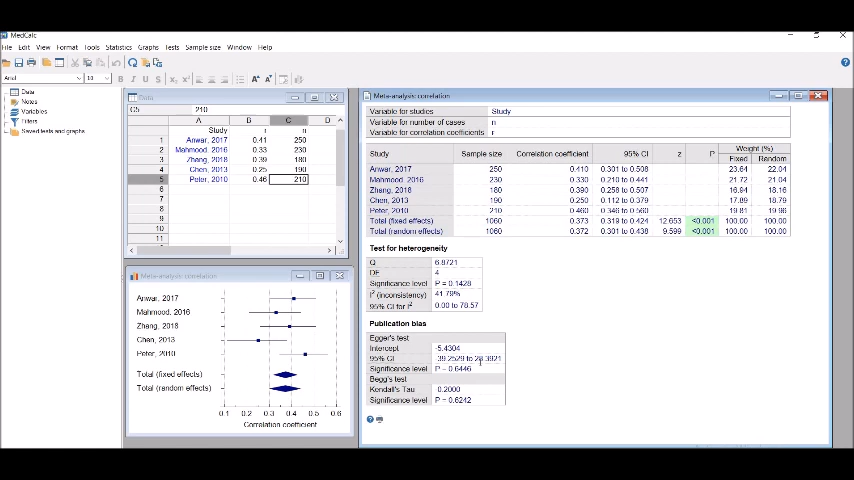 MedCalc
File Edit View Format Tools Statistics Graphs Tests Sample size Window Help
Arial 10 B I U S
Data
Notes
Variables
Filters
Saved tests and graphs
Data
C5 210
A B C D
Study r n
1 Anwar, 2017 0.41 250
2 Mahmood. 2016 0.33 230
3 Zhang, 2018 0.39 180
4 Chen, 2013 0.25 190
5 Peter, 2010 0.46 210
6
7
8
9
10
11
Meta-analysis: correlation
Anwar, 2017
Mahmood. 2016
Zhang, 2018
Chen, 2013
Peter, 2010
Total (fixed effects)
Total (random effects)
0.1 0.2 0.3 0.4 0.5 0.6
Correlation coefficient
Meta-analysis: correlation
Variable for studies Study
Variable for number of cases n
Variable for correlation coefficients r
Study Sample size Correlation coefficient 95% CI z P Weight (%)
Fixed Random
Anwar, 2017 250 0.410 0.301 to 0.508 23.64 22.04
Mahmood. 2016 230 0.330 0.210 to 0.441 21.72 21.04
Zhang, 2018 180 0.390 0.258 to 0.507 16.94 18.16
Chen, 2013 190 0.250 0.112 to 0.379 17.89 18.79
Peter, 2010 210 0.460 0.346 to 0.560 19.81 19.96
Total (fixed effects) 1060 0.373 0.319 to 0.424 12.653 <0.001 100.00 100.00
Total (random effects) 1060 0.372 0.301 to 0.438 9.599 <0.001 100.00 100.00
Test for heterogeneity
Q 6.8721
DF 4
Significance level P = 0.1428
I² (inconsistency) 41.79%
95% CI for I² 0.00 to 78.57
Publication bias
Egger's test
Intercept -5.4304
95% CI -39.2529 to 28.3921
Significance level P = 0.6446
Begg's test
Kendall's Tau 0.2000
Significance level P = 0.6242